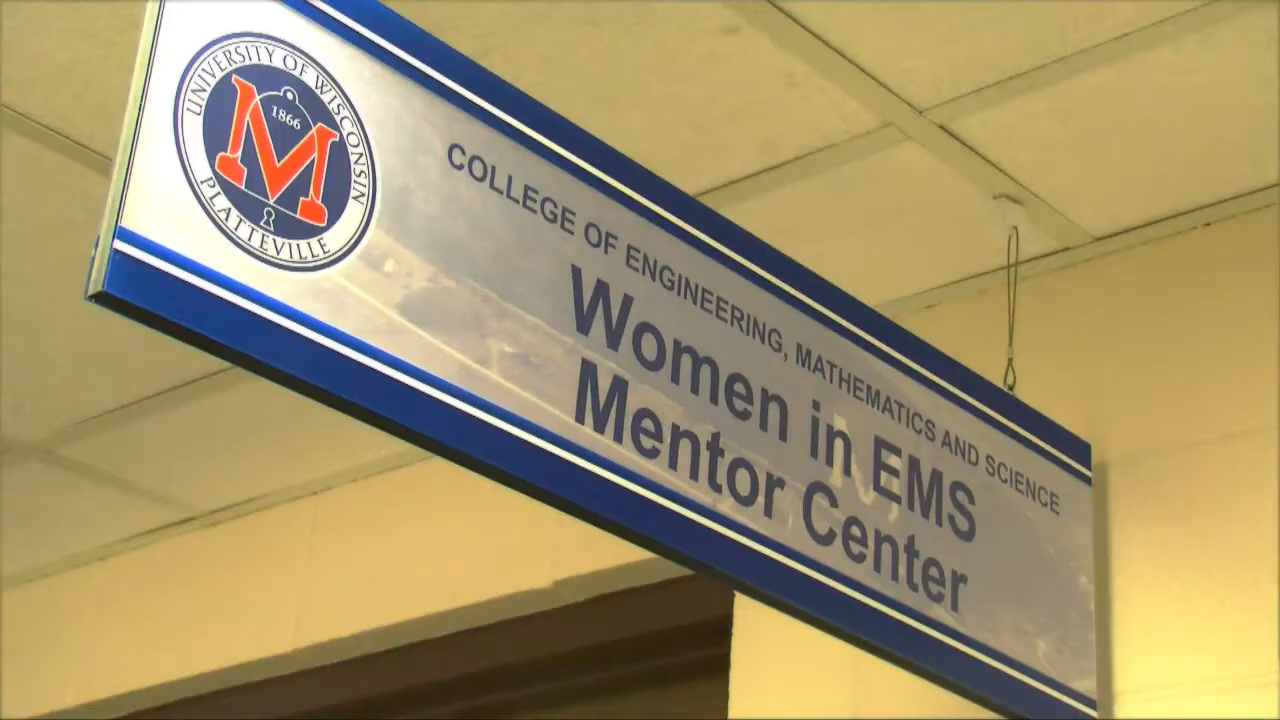 UNIVERSITY OF WISCONSIN
1866
M
PLATTEVILLE
COLLEGE OF ENGINEERING, MATHEMATICS AND SCIENCE
Women in EMS
Mentor Center